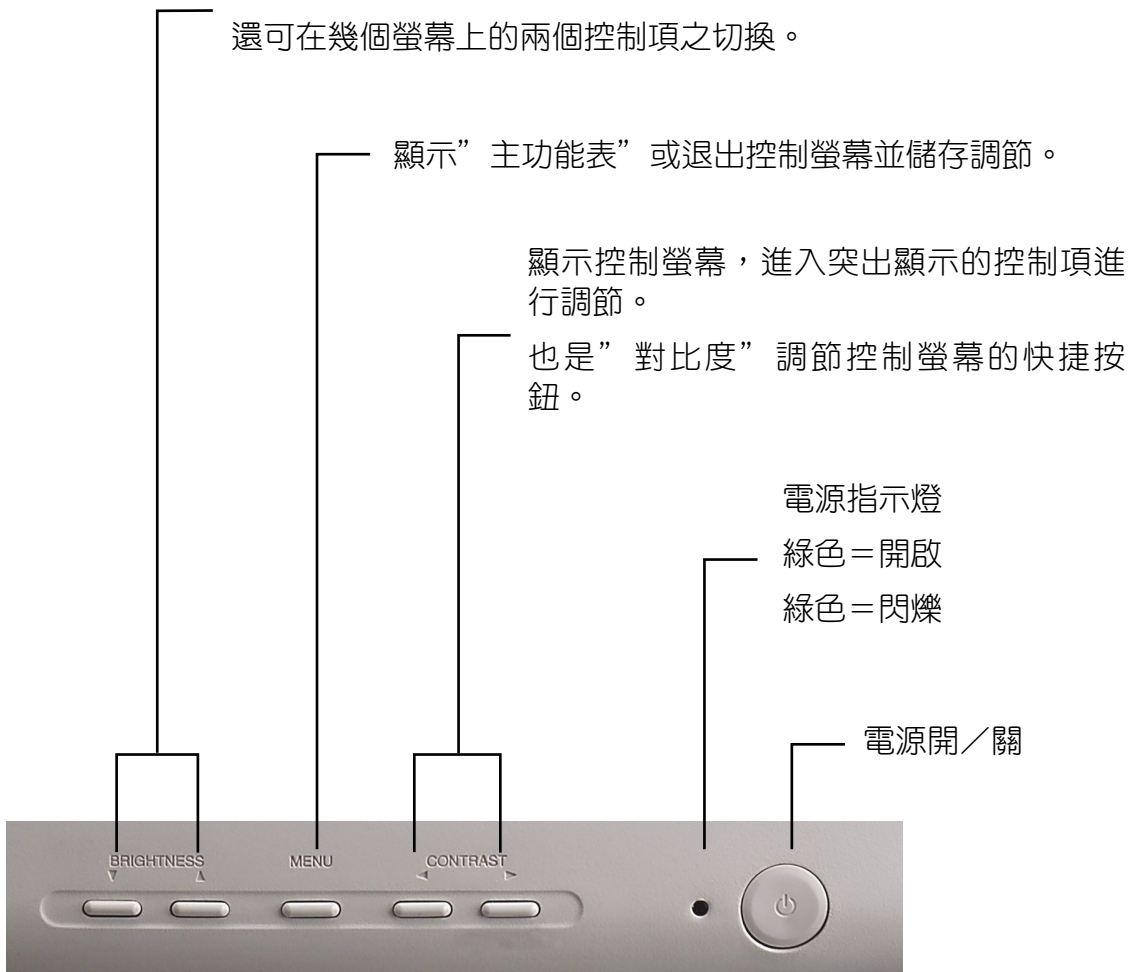 還可在幾個螢幕上的兩個控制項之切換。
顯示”主功能表”或退出控制螢幕並儲存調節。
顯示控制螢幕，進入突出顯示的控制項進
行調節。
也是”對比度”調節控制螢幕的快捷按
鈕。
電源指示燈
綠色＝開啟
綠色＝閃爍
電源開／關
BRIGHTNESS MENU CONTRAST